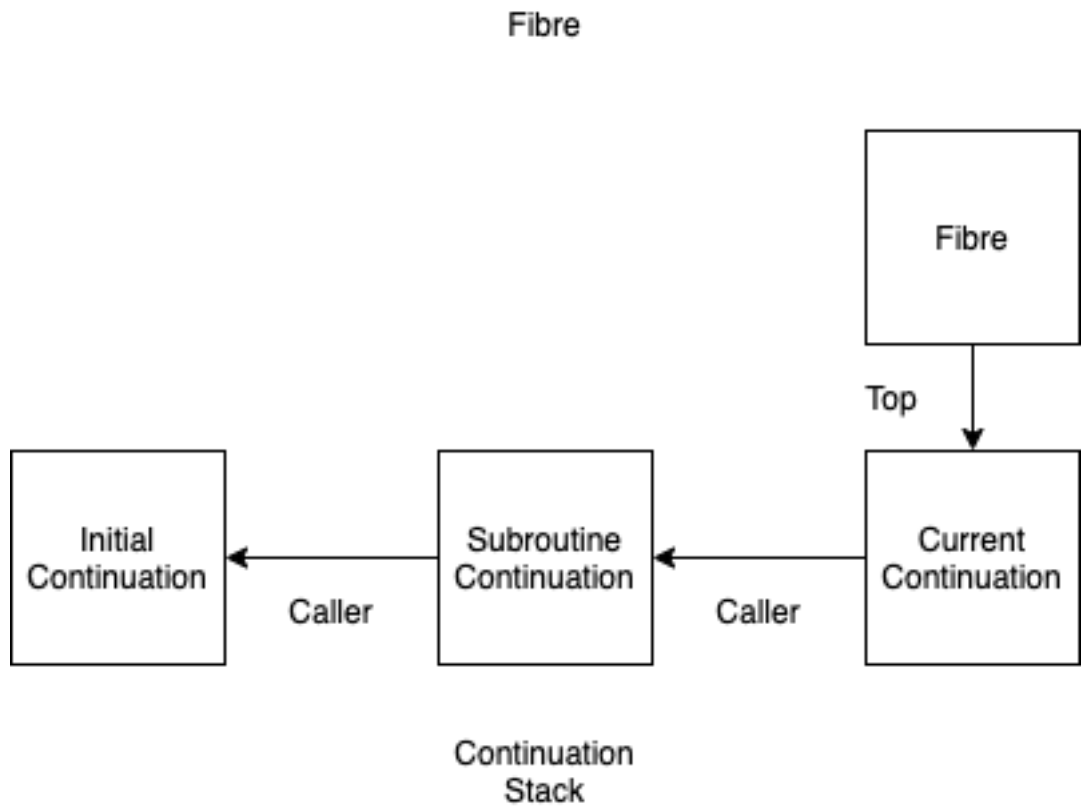 Fibre
Fibre
Top
Initial
Continuation
Subroutine
Continuation
Current
Continuation
Caller
Caller
Continuation
Stack